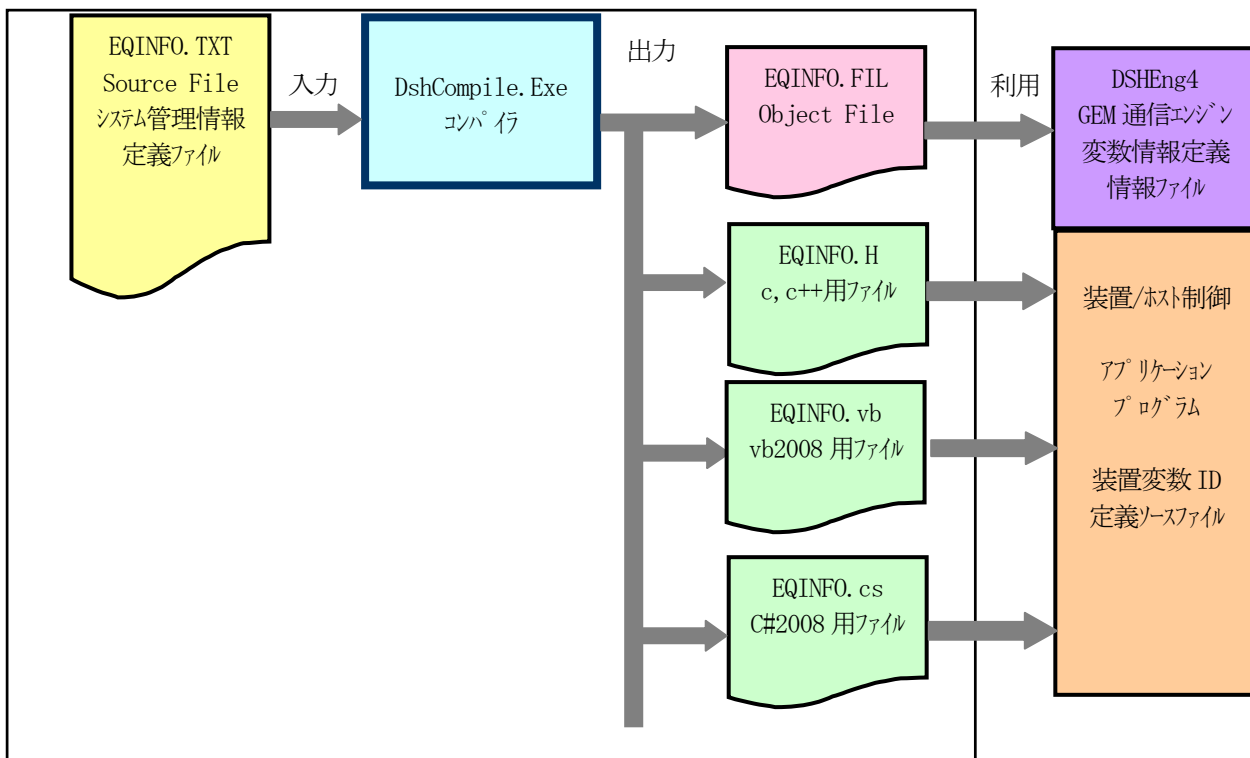 EQINFO.TXT
Source File
ｼｽﾃﾑ管理情報
定義ﾌｧｲﾙ
入力
DshCompile.Exe
ｺﾝﾊﾟｲﾗ
出力
EQINFO.FIL
Object File
利用
DSHEng4
GEM 通信ｴﾝｼﾞﾝ
変数情報定義
情報ﾌｧｲﾙ
EQINFO.H
c,c++用ﾌｧｲﾙ
EQINFO.vb
vb2008 用ﾌｧｲﾙ
EQINFO.cs
C#2008 用ﾌｧｲﾙ
装置/ﾎｽﾄ制御
ｱﾌﾟﾘｹｰｼｮﾝ
ﾌﾟﾛｸﾞﾗﾑ
装置変数 ID
定義ｿｰｽﾌｧｲﾙ